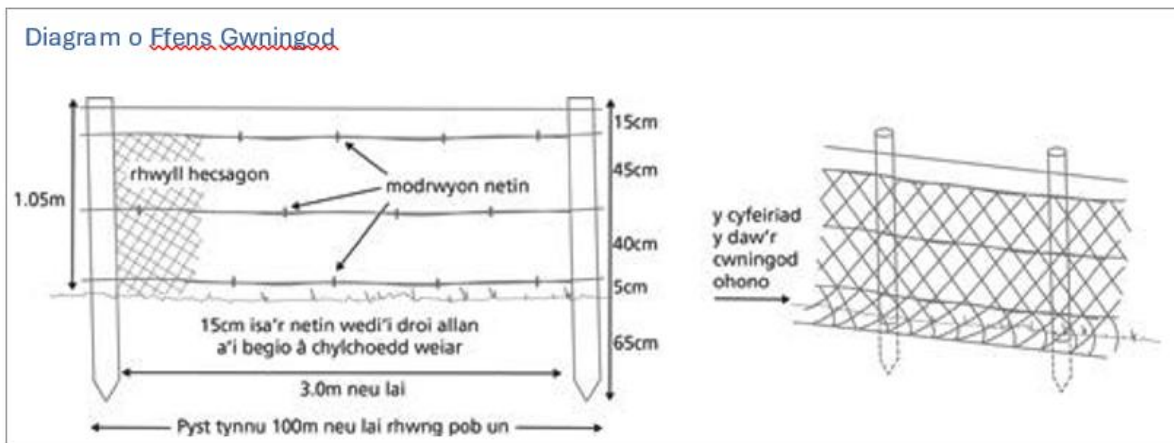 Diagram o Ffens Gwningod
1.05m
rhwyll hecsagon
modrwyon netin
15cm
45cm
40cm
5cm
65cm
15cm isa'r netin wedi'i droi allan
a'i begio â chylchoedd weiar
3.0m neu lai
Pyst tynnu 100m neu lai rhwng pob un
y cyfeiriad
y daw'r
cwningod
ohono